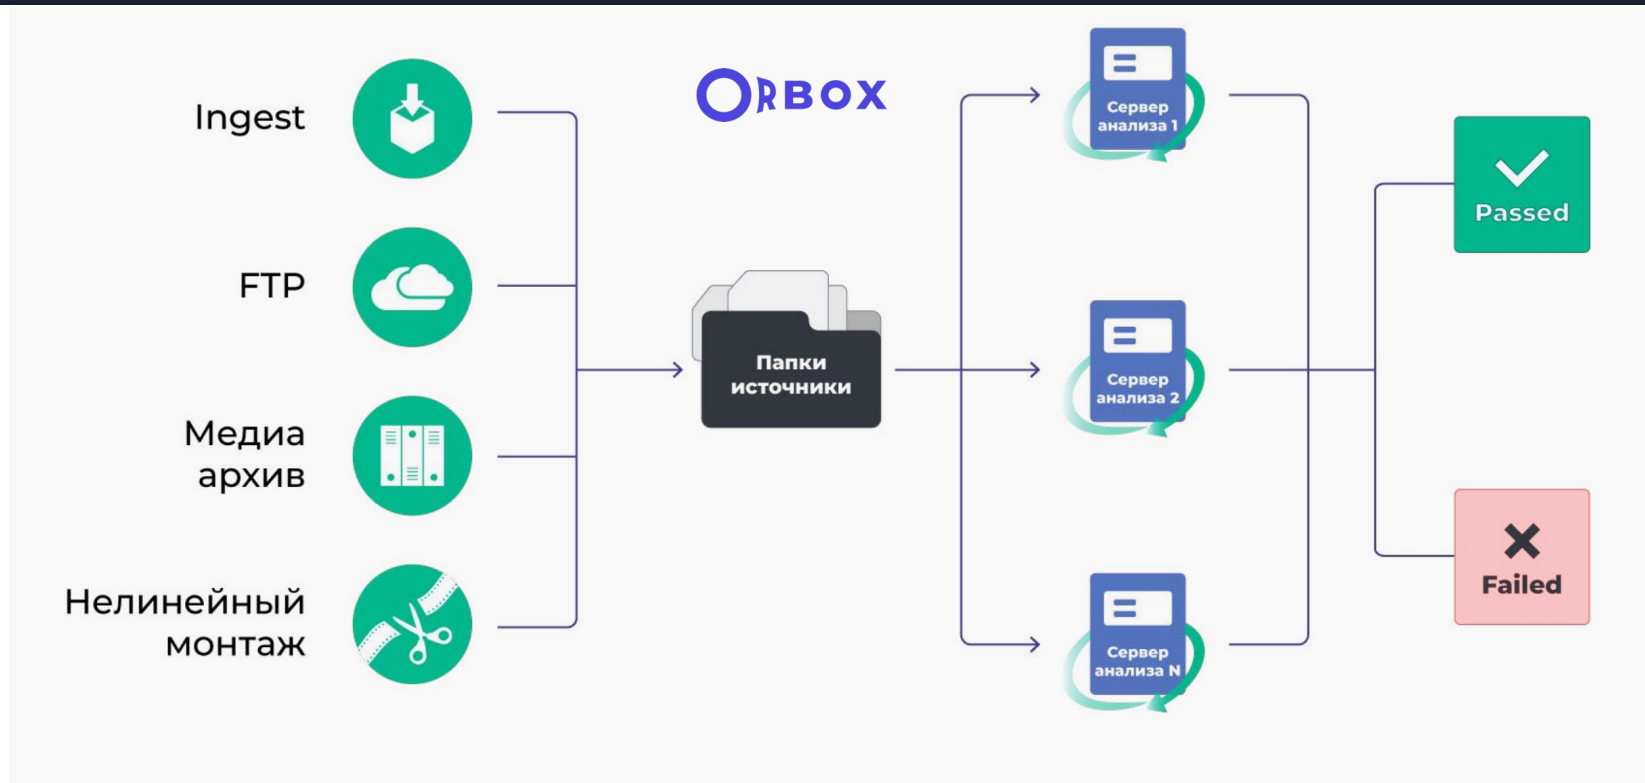 ORBOX
Ingest
FTP
Медиа
архив
Нелинейный
монтаж
Папки
источники
Сервер
анализа 1
Сервер
анализа 2
Сервер
анализа N
Passed
Failed